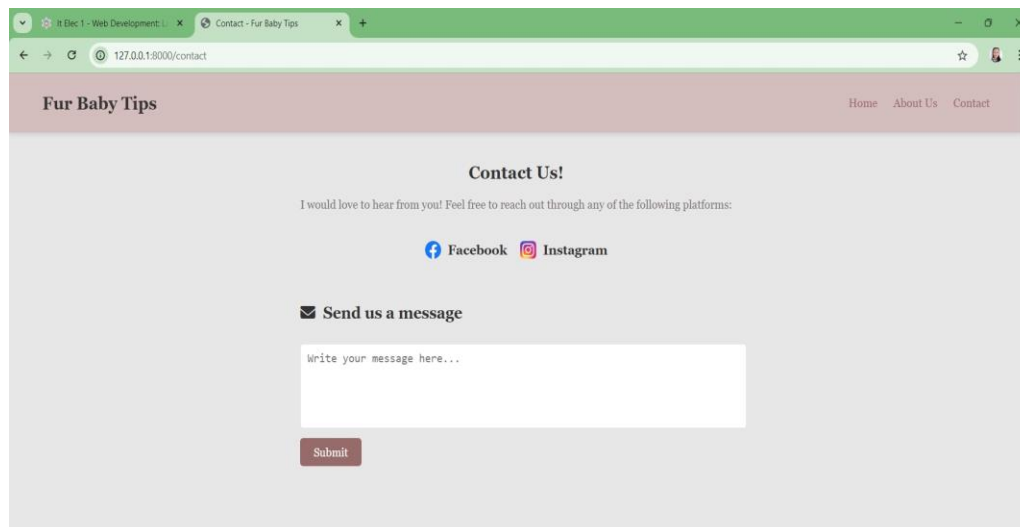 It Elec 1 - Web Development: L
Contact - Fur Baby Tips
127.0.0.1:8000/contact
Fur Baby Tips
Home About Us Contact
Contact Us!
I would love to hear from you! Feel free to reach out through any of the following platforms:
Facebook Instagram
Send us a message
Write your message here...
Submit